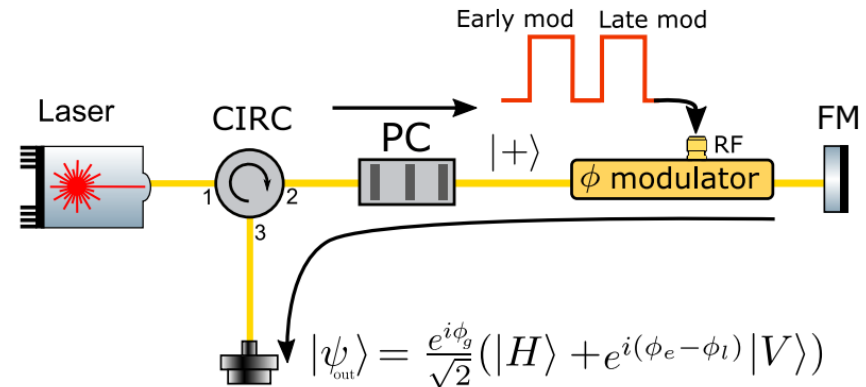 Early mod Late mod
Laser
CIRC
PC
|+⟩
RF
FM
1
2
ϕ modulator
3
|ψ_out⟩ = e^{iϕ_g}/√2 (|H⟩ + e^{i(ϕ_e−ϕ_l)}|V⟩)